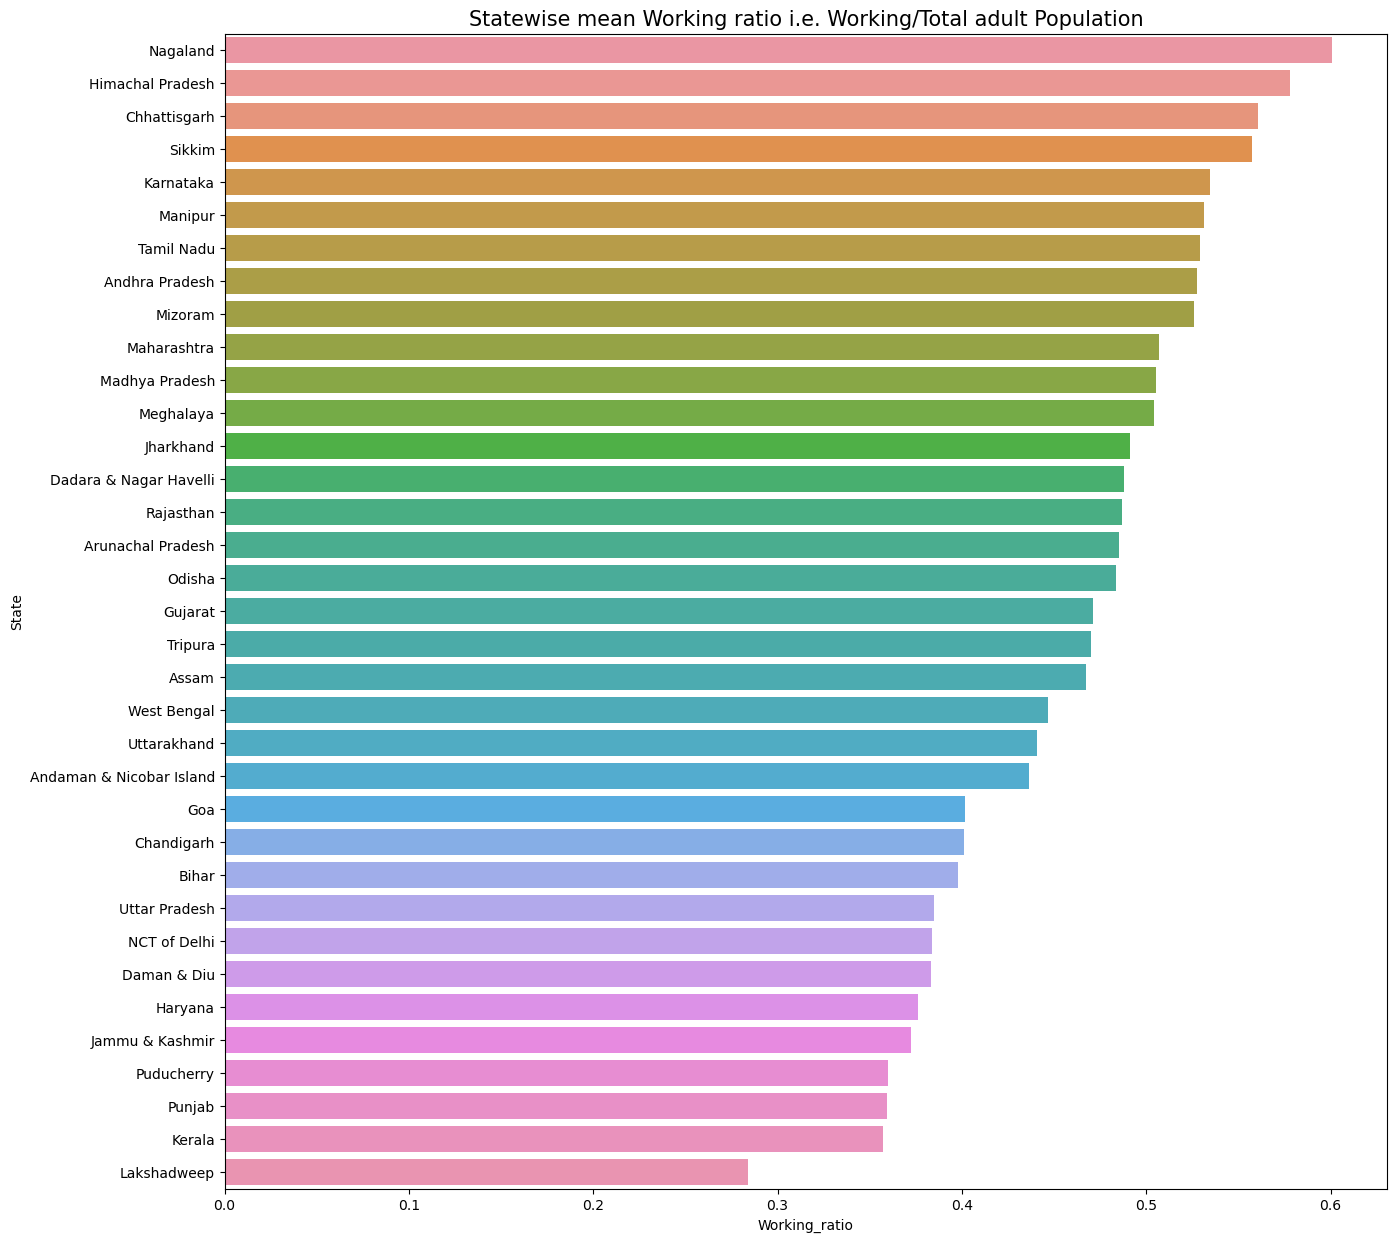 Statewise mean Working ratio i.e. Working/Total adult Population
Nagaland
Himachal Pradesh
Chhattisgarh
Sikkim
Karnataka
Manipur
Tamil Nadu
Andhra Pradesh
Mizoram
Maharashtra
Madhya Pradesh
Meghalaya
Jharkhand
Dadara & Nagar Havelli
Rajasthan
Arunachal Pradesh
Odisha
Gujarat
Tripura
Assam
West Bengal
Uttarakhand
Andaman & Nicobar Island
Goa
Chandigarh
Bihar
Uttar Pradesh
NCT of Delhi
Daman & Diu
Haryana
Jammu & Kashmir
Puducherry
Punjab
Kerala
Lakshadweep
State
0.0 0.1 0.2 0.3 0.4 0.5 0.6
Working_ratio